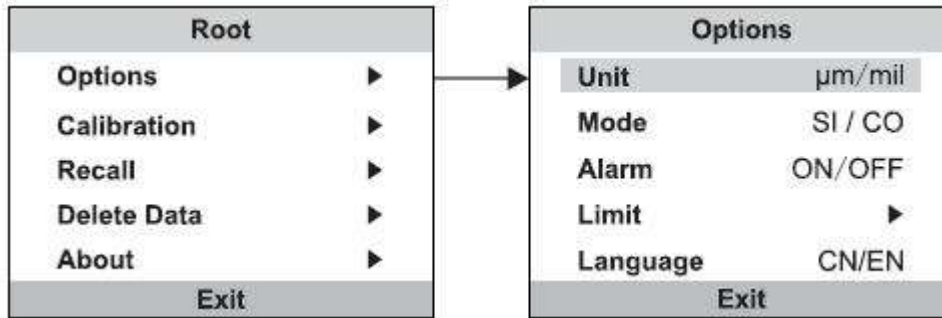 Root
Options ▶
Calibration ▶
Recall ▶
Delete Data ▶
About ▶
Exit
Options
Unit μm/mil
Mode SI / CO
Alarm ON/OFF
Limit ▶
Language CN/EN
Exit